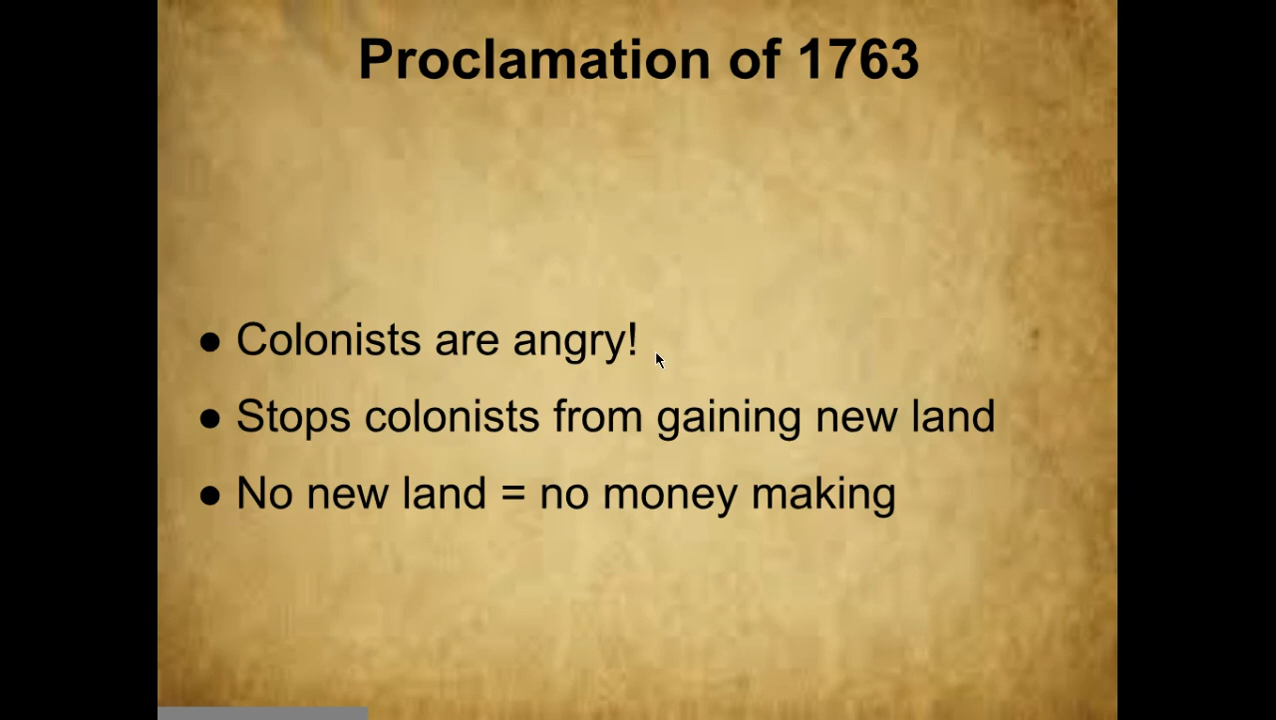 Proclamation of 1763
● Colonists are angry!
● Stops colonists from gaining new land
● No new land = no money making